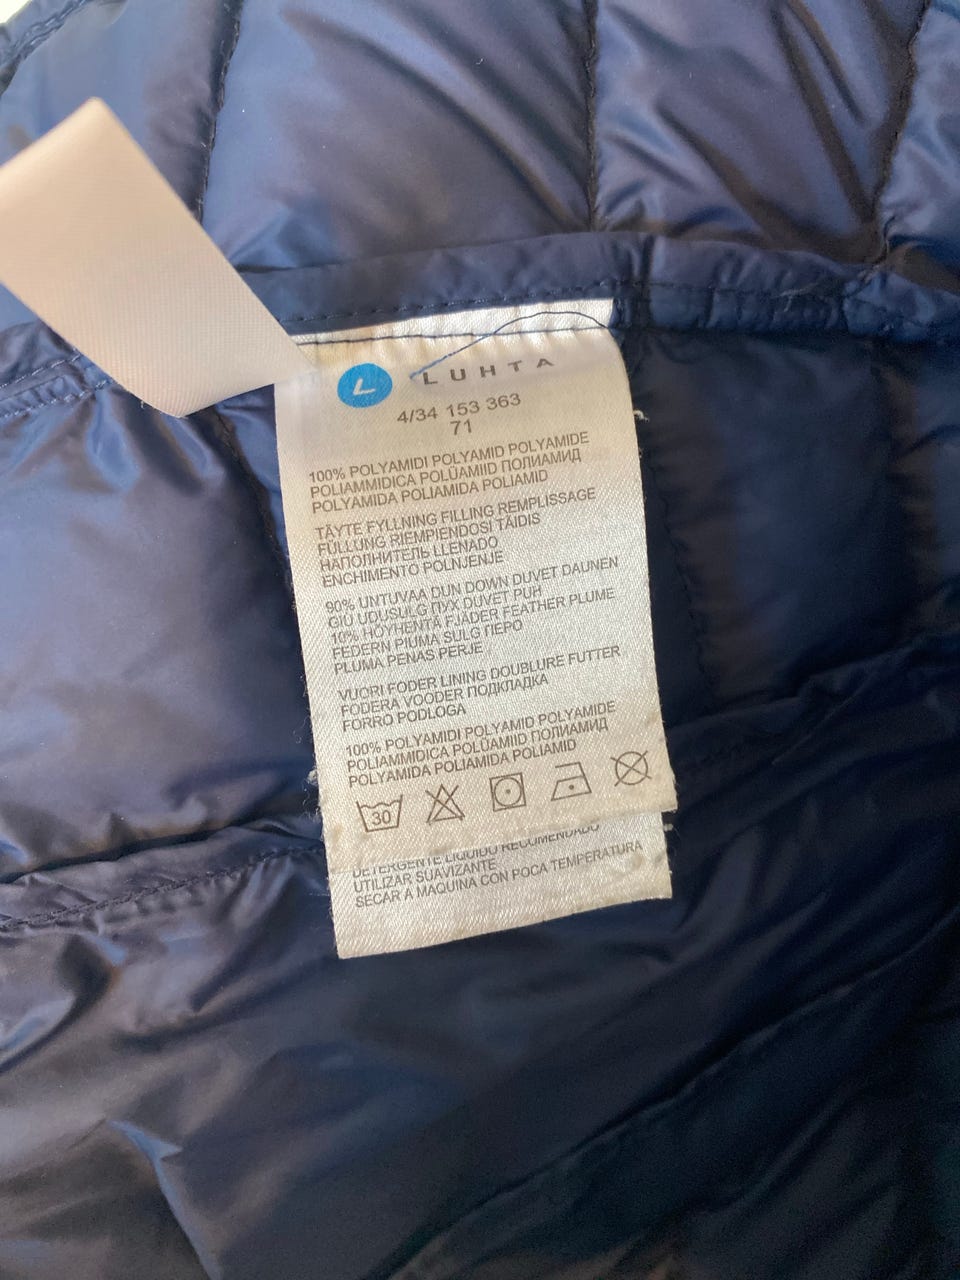 L LUHTA
4/34 153 363
71
100% POLYAMIDI POLYAMID POLYAMIDE
POLIAMMIDICA POLÜAMIID ПОЛИАМИД
POLYAMIDA POLIAMIDA POLIAMID
TÄYTE FYLLNING FILLING REMPLISSAGE
FÜLLUNG RIEMPIENDOSI TÄIDIS
НАПОЛНИТЕЛЬ LLENADO
ENCHIMENTO POLNJENJE
90% UNTUVAA DUN DOWN DUVET DAUNEN
GIÙ UDUSULG ПУХ DUVET PUH
10% HÖYHENTÄ FJÄDER FEATHER PLUME
FEDERN PIUMA SULG ПЕРО
PLUMA PENAS PERJE
VUORI FODER LINING DOUBLURE FUTTER
FODERA VOODER ПОДКЛАДКА
FORRO PODLOGA
100% POLYAMIDI POLYAMID POLYAMIDE
POLIAMMIDICA POLÜAMIID ПОЛИАМИД
POLYAMIDA POLIAMIDA POLIAMID
30
DETERGENTE LÍQUIDO RECOMENDADO
UTILIZAR SUAVIZANTE
SECAR A MAQUINA CON POCA TEMPERATURA